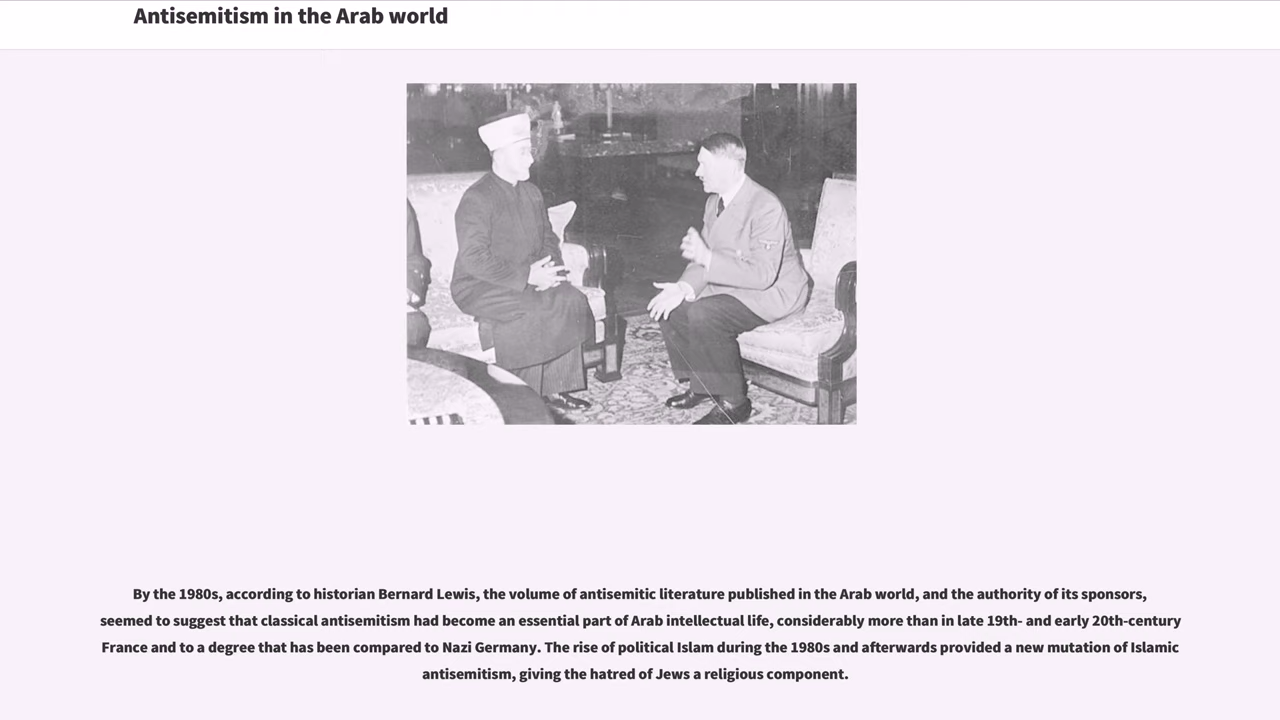 Antisemitism in the Arab world
By the 1980s, according to historian Bernard Lewis, the volume of antisemitic literature published in the Arab world, and the authority of its sponsors,
seemed to suggest that classical antisemitism had become an essential part of Arab intellectual life, considerably more than in late 19th- and early 20th-century
France and to a degree that has been compared to Nazi Germany. The rise of political Islam during the 1980s and afterwards provided a new mutation of Islamic
antisemitism, giving the hatred of Jews a religious component.